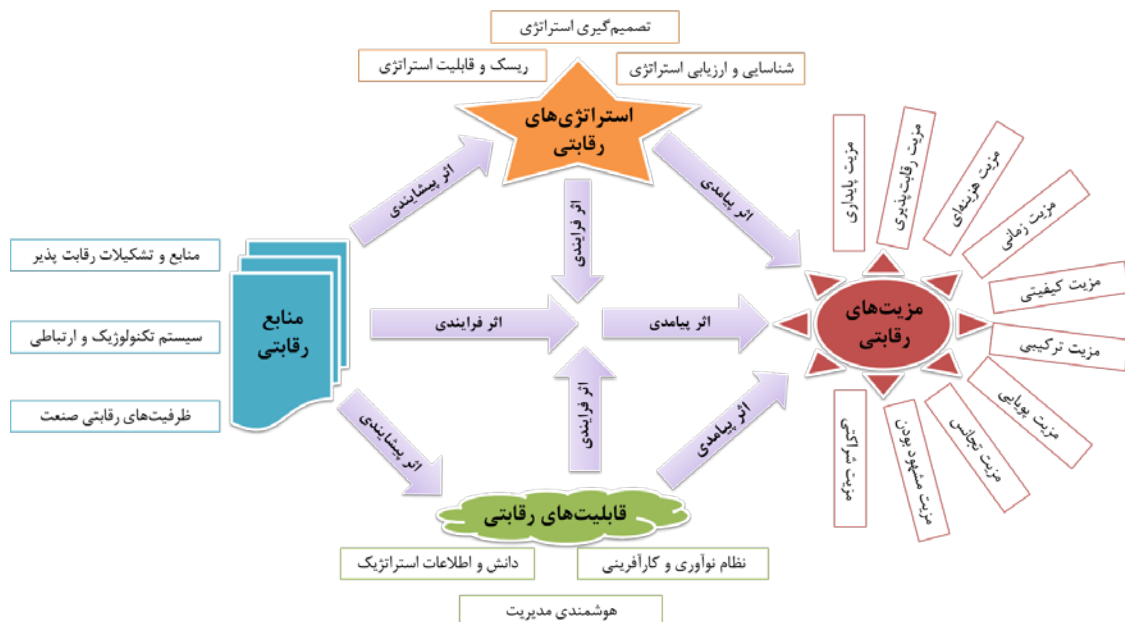 تصمیم‌گیری استراتژی
شناسایی و ارزیابی استراتژی
ریسک و قابلیت استراتژی
استراتژی‌های
رقابتی
مزیت پایداری
مزیت رقابت‌پذیری
مزیت هزینه‌ای
مزیت زمانی
مزیت کیفیتی
مزیت ترکیبی
مزیت پویایی
مزیت تجانس
مزیت مشهود بودن
مزیت شراکتی
مزیت‌های
رقابتی
اثر پیشایندی
اثر فرایندی
اثر پیامدی
منابع و تشکیلات رقابت پذیر
سیستم تکنولوژیک و ارتباطی
ظرفیت‌های رقابتی صنعت
منابع
رقابتی
اثر فرایندی
اثر پیامدی
اثر پیشایندی
اثر فرایندی
اثر پیامدی
قابلیت‌های رقابتی
نظام نوآوری و کارآفرینی
دانش و اطلاعات استراتژیک
هوشمندی مدیریت